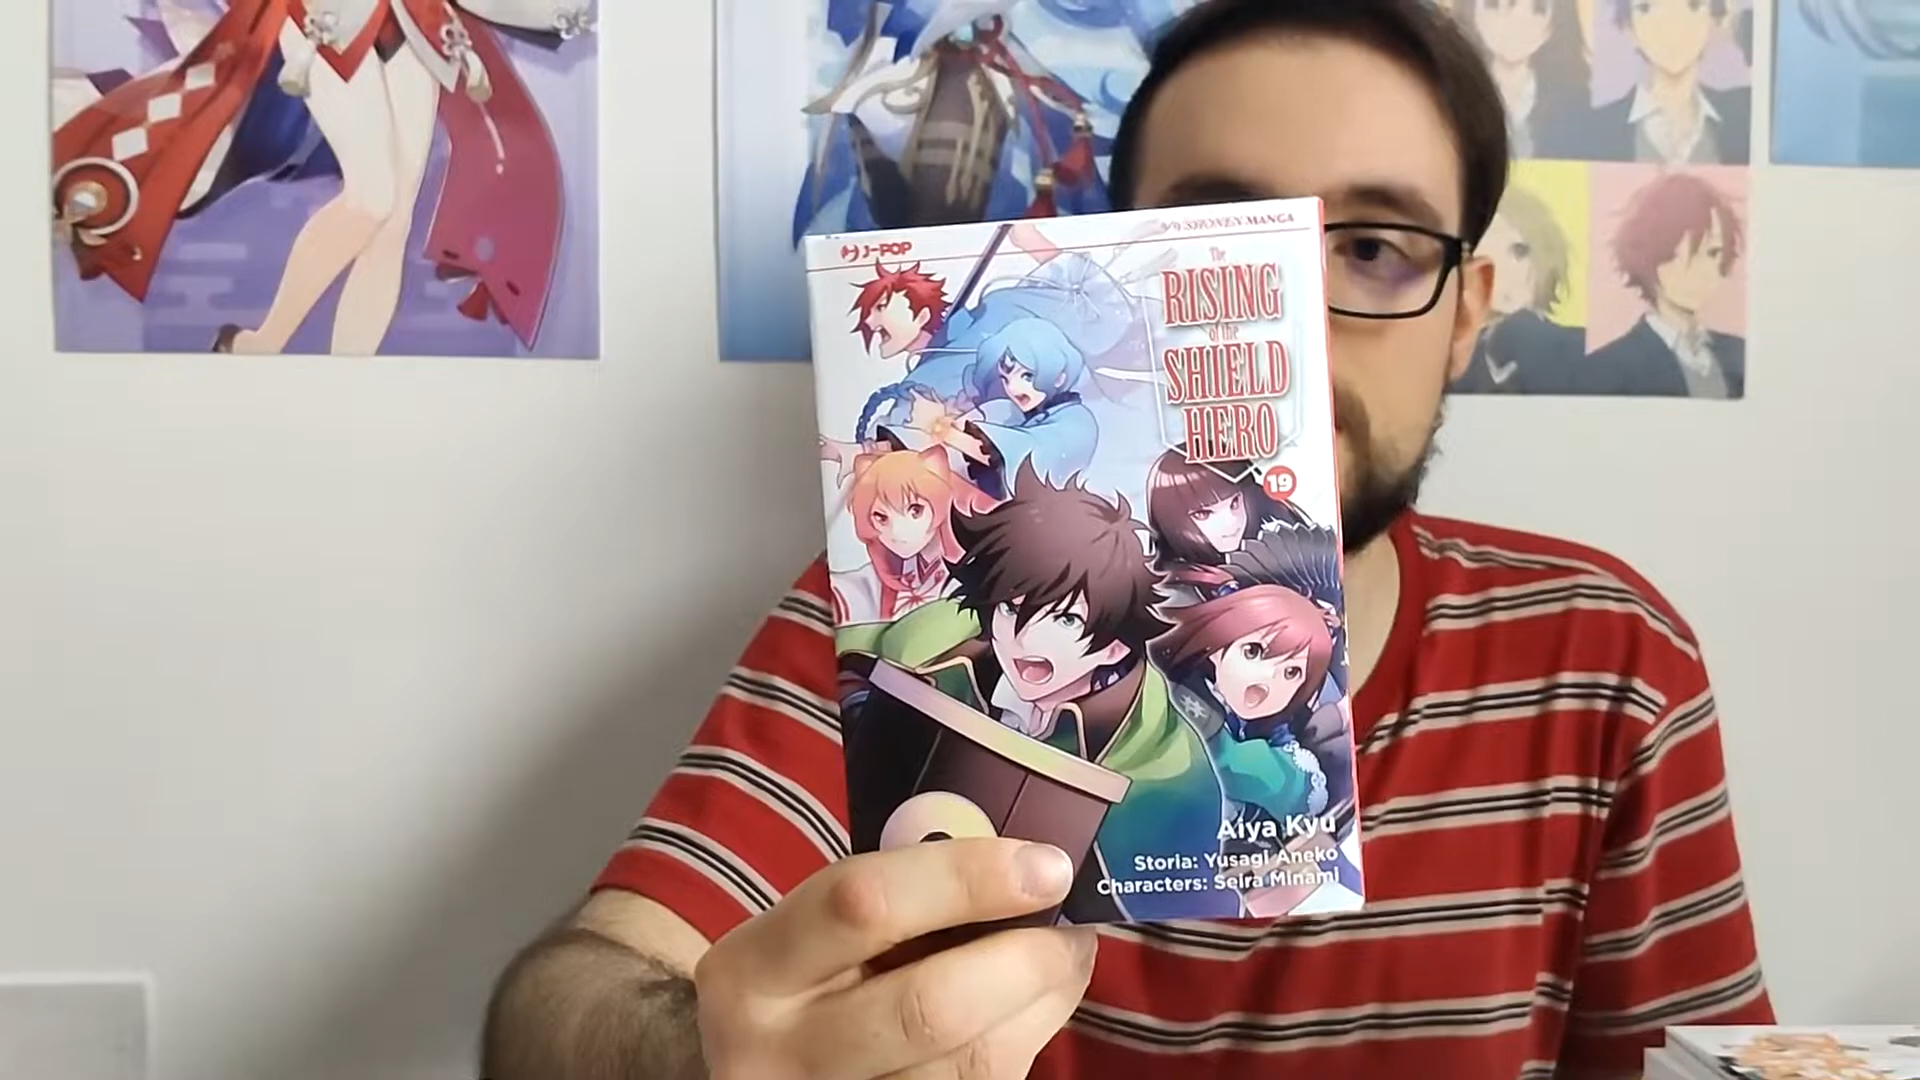 J-POP
SHONEN MANGA
The
RISING
of the
SHIELD
HERO
19
Aiya Kyu
Storia: Yusagi Aneko
Characters: Seira Minami